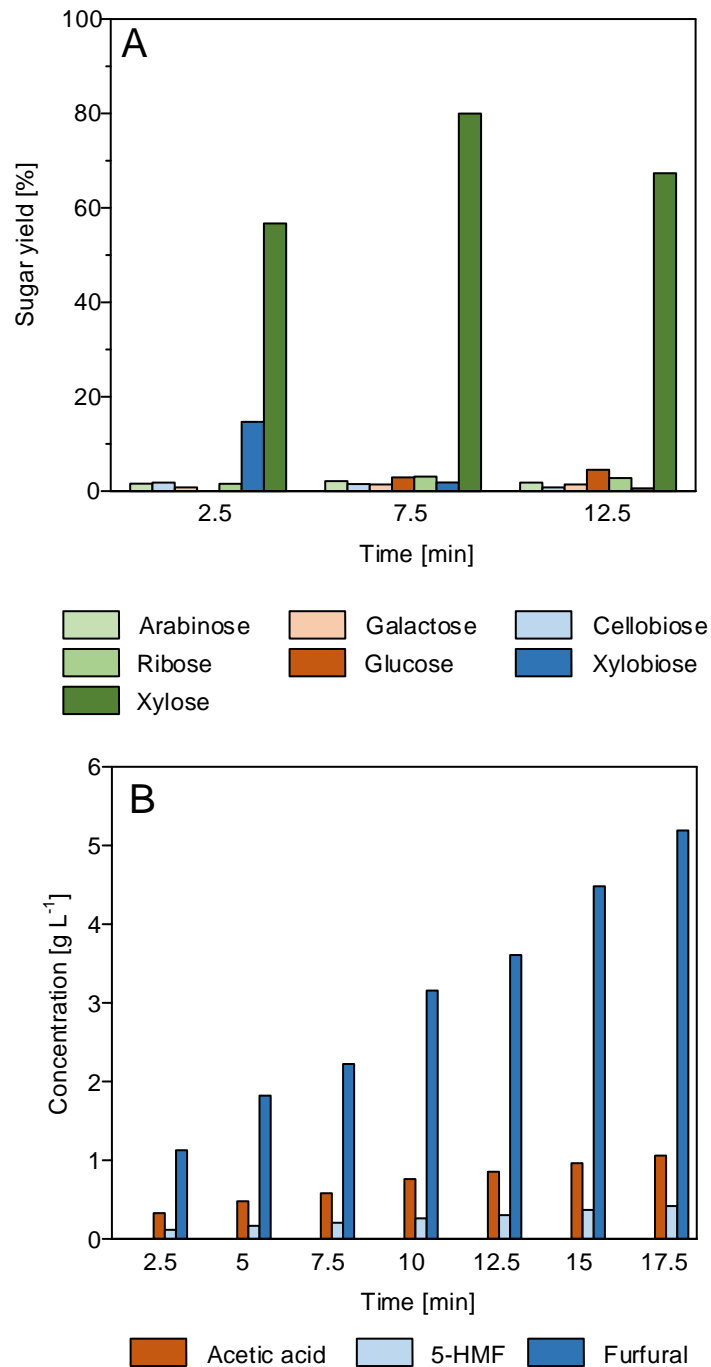 A
100
80
60
40
20
0
Sugar yield [%]
2.5 7.5 12.5
Time [min]
Arabinose Galactose Cellobiose
Ribose Glucose Xylobiose
Xylose
B
6
5
4
3
2
1
0
Concentration [g L⁻¹]
2.5 5 7.5 10 12.5 15 17.5
Time [min]
Acetic acid 5-HMF Furfural